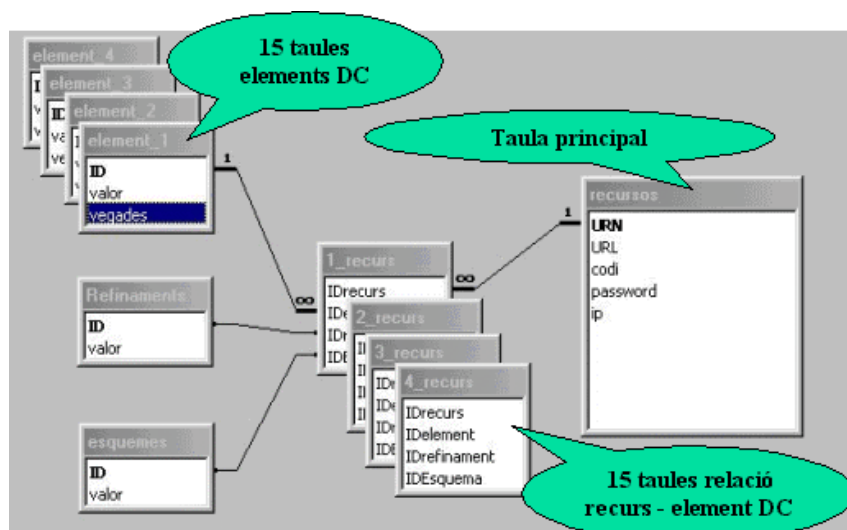 15 taules
elements DC
Taula principal
element_4
element_3
element_2
element_1
ID
valor
vegades
1
recursos
URN
URL
codi
password
ip
1
1_recurs
IDrecurs
∞
∞
2_recurs
3_recurs
4_recurs
IDrecurs
IDelement
IDrefinament
IDEsquema
Refinaments
ID
valor
esquemes
ID
valor
15 taules relació
recurs - element DC